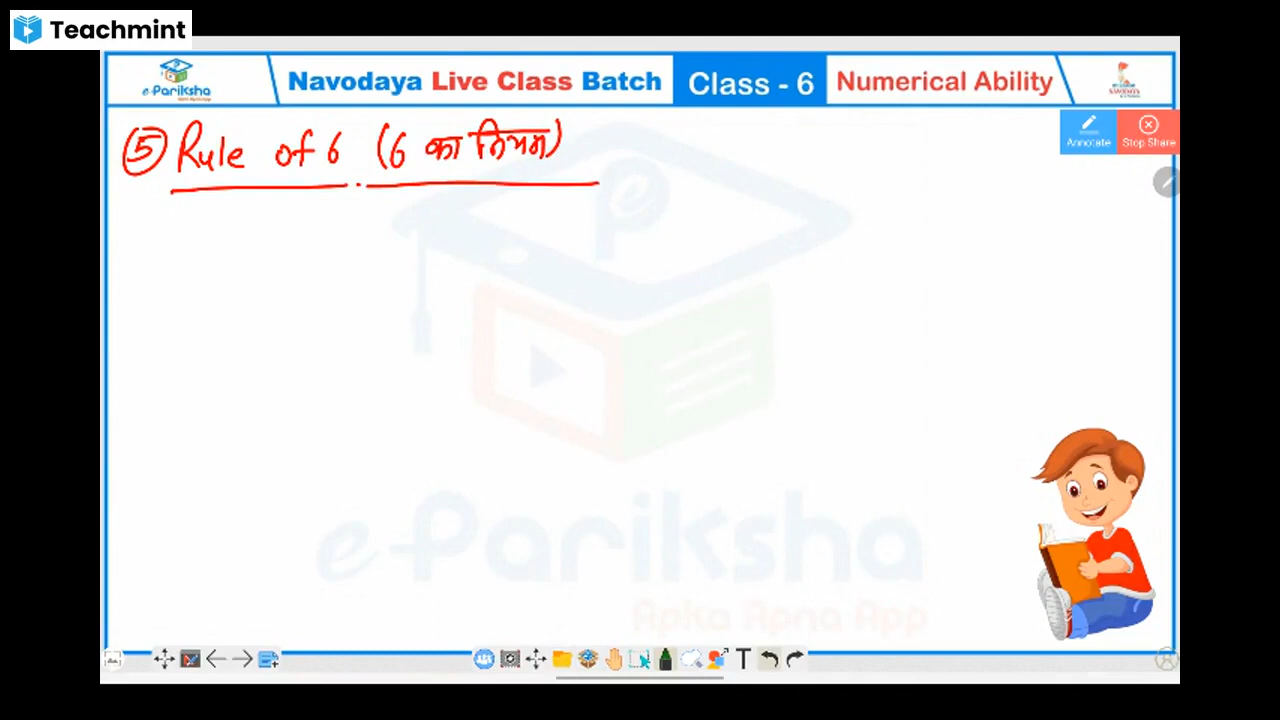 Teachmint
e-Pariksha
Navodaya Live Class Batch
Class - 6
Numerical Ability
⑤ Rule of 6 (6 का नियम)
Annotate
Stop Share
e-Pariksha
Apka Apna App
T